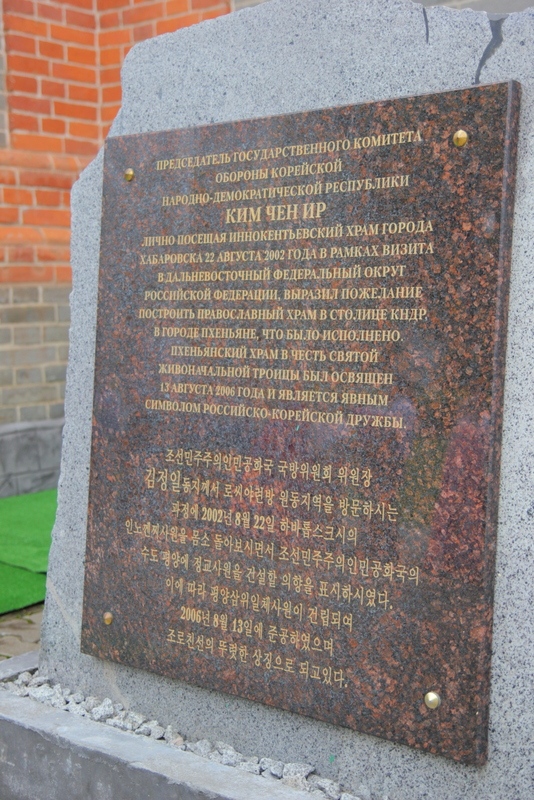 ПРЕДСЕДАТЕЛЬ ГОСУДАРСТВЕННОГО КОМИТЕТА
ОБОРОНЫ КОРЕЙСКОЙ
НАРОДНО-ДЕМОКРАТИЧЕСКОЙ РЕСПУБЛИКИ
КИМ ЧЕН ИР
ЛИЧНО ПОСЕЩАЯ ИННОКЕНТЬЕВСКИЙ ХРАМ ГОРОДА
ХАБАРОВСКА 22 АВГУСТА 2002 ГОДА В РАМКАХ ВИЗИТА
В ДАЛЬНЕВОСТОЧНЫЙ ФЕДЕРАЛЬНЫЙ ОКРУГ
РОССИЙСКОЙ ФЕДЕРАЦИИ, ВЫРАЗИЛ ПОЖЕЛАНИЕ
ПОСТРОИТЬ ПРАВОСЛАВНЫЙ ХРАМ В СТОЛИЦЕ КНДР,
В ГОРОДЕ ПХЕНЬЯНЕ, ЧТО БЫЛО ИСПОЛНЕНО.
ПХЕНЬЯНСКИЙ ХРАМ В ЧЕСТЬ СВЯТОЙ
ЖИВОНАЧАЛЬНОЙ ТРОИЦЫ БЫЛ ОСВЯЩЕН
13 АВГУСТА 2006 ГОДА И ЯВЛЯЕТСЯ ЯВНЫМ
СИМВОЛОМ РОССИЙСКО-КОРЕЙСКОЙ ДРУЖБЫ.
조선민주주의인민공화국 국방위원회 위원장
김정일동지께서 로씨야련방 원동지역을 방문하시는
과정에 2002년 8월 22일 하바롭스크시의
인노껜찌사원을 몸소 돌아보시면서 조선민주주의인민공화국의
수도 평양에 정교사원을 건설할 의향을 표시하시였다.
이에 따라 평양삼위일체사원이 건립되여
2006년 8월 13일에 준공하였으며
조로친선의 뚜렷한 상징으로 되고있다.